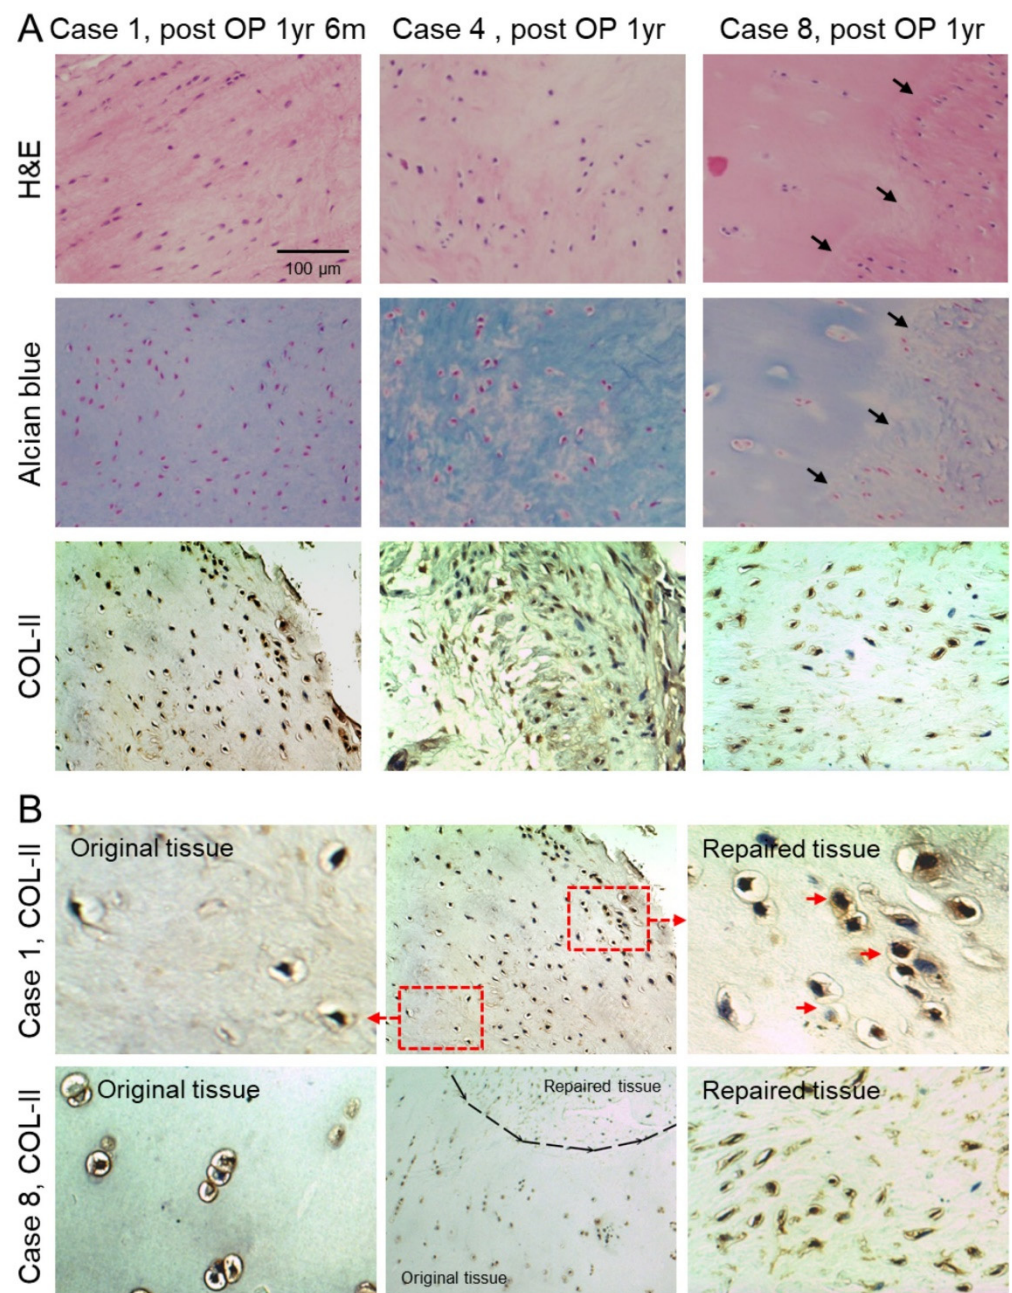 A
Case 1, post OP 1yr 6m
Case 4 , post OP 1yr
Case 8, post OP 1yr
H&E
100 µm
Alcian blue
COL-II
B
Case 1, COL-II
Original tissue
Repaired tissue
Case 8, COL-II
Original tissue
Repaired tissue
Original tissue
Repaired tissue